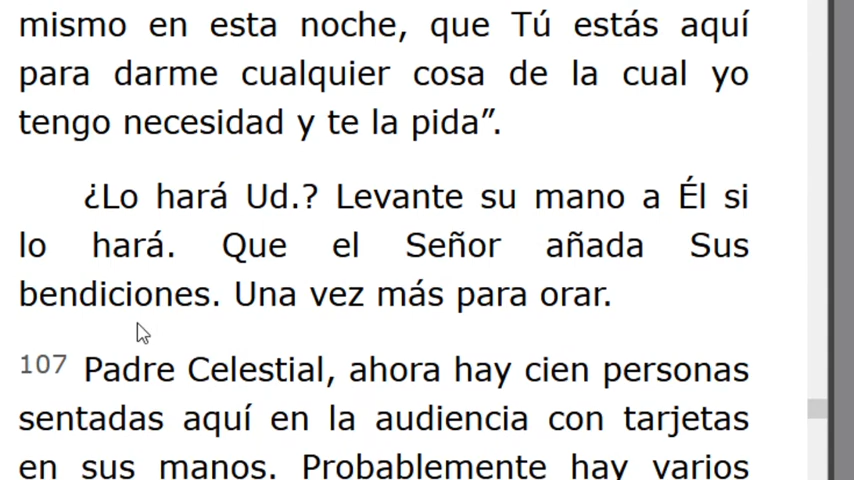 mismo en esta noche, que Tú estás aquí
para darme cualquier cosa de la cual yo
tengo necesidad y te la pida”.
¿Lo hará Ud.? Levante su mano a Él si
lo hará. Que el Señor añada Sus
bendiciones. Una vez más para orar.
107 Padre Celestial, ahora hay cien personas
sentadas aquí en la audiencia con tarjetas
en sus manos. Probablemente hay varios